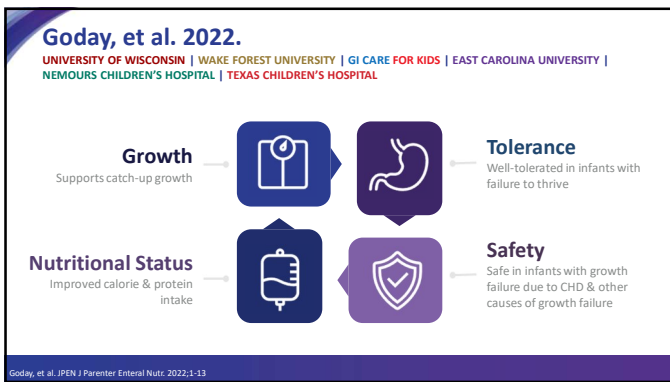 Goday, et al. 2022.
UNIVERSITY OF WISCONSIN | WAKE FOREST UNIVERSITY | GI CARE FOR KIDS | EAST CAROLINA UNIVERSITY |
NEMOURS CHILDREN'S HOSPITAL | TEXAS CHILDREN'S HOSPITAL
Growth
Supports catch-up growth
Tolerance
Well-tolerated in infants with
failure to thrive
Nutritional Status
Improved calorie & protein
intake
Safety
Safe in infants with growth
failure due to CHD & other
causes of growth failure
Goday, et al. JPEN J Parenter Enteral Nutr. 2022;1-13